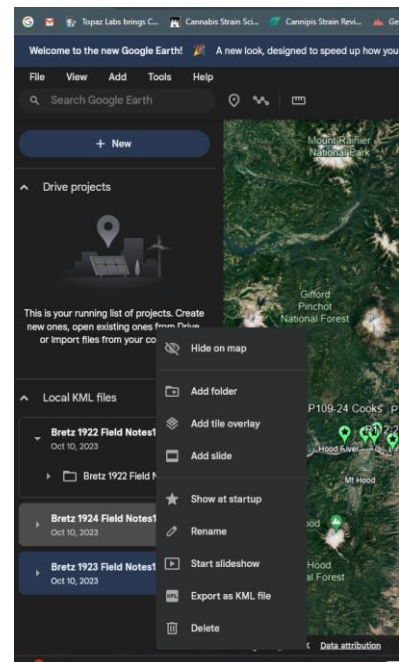 Topaz Labs brings C...
Cannabis Strain Sci...
Cannipis Strain Revi...
Ge
Welcome to the new Google Earth! 🎉 A new look, designed to speed up how you
File View Add Tools Help
Search Google Earth
+ New
Drive projects
This is your running list of projects. Create
new ones, open existing ones from Drive,
or import files from your co
Local KML files
Bretz 1922 Field Notes1
Oct 10, 2023
Bretz 1922 Field N
Bretz 1924 Field Notes1
Oct 10, 2023
Bretz 1923 Field Notes1
Oct 10, 2023
Hide on map
Add folder
Add tile overlay
Add slide
Show at startup
Rename
Start slideshow
KML Export as KML file
Delete
Mount Rainier
National Park
Gifford
Pinchot
National Forest
P109-24 Cooks P
Hood River
Mt Hood
ood
Hood
al Forest
Data attribution